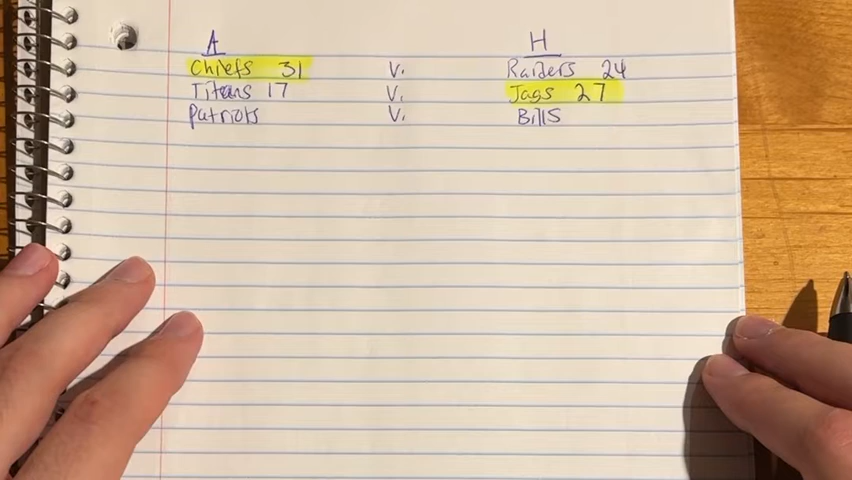 A H
Chiefs 31 V. Raiders 24
Titans 17 V. Jags 27
Patriots V. Bills